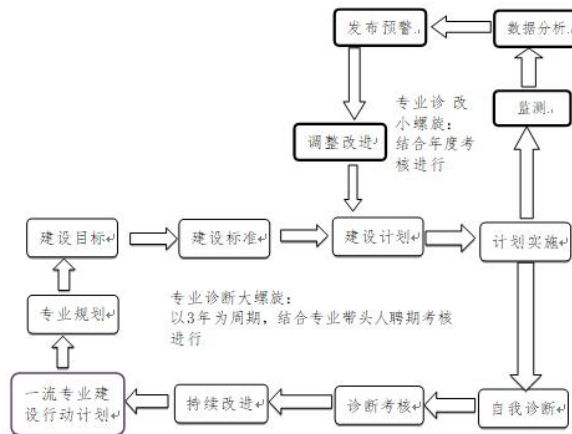 发布预警
数据分析
监测
专业诊 改
小螺旋：
结合年度考
核进行
调整改进
建设目标
建设标准
建设计划
计划实施
专业规划
专业诊断大螺旋：
以3年为周期，结合专业带头人聘期考核
进行
一流专业建
设行动计划
持续改进
诊断考核
自我诊断